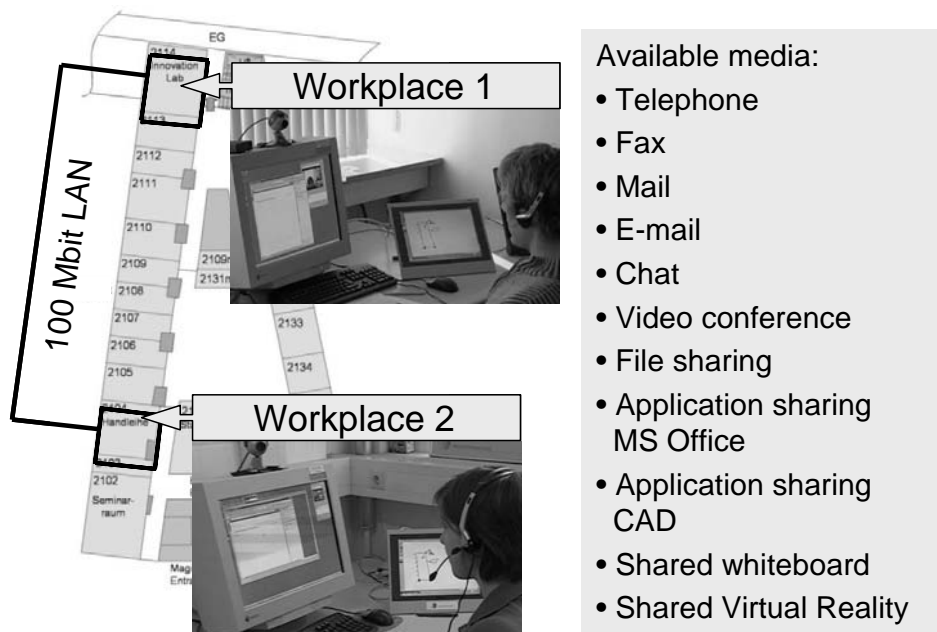 EG
2114
Innovation
Lab
Workplace 1
2113
2112
2111
2110
2109
2108
2107
2106
2105
2133
2134
100 Mbit LAN
Workplace 2
Handleihe
2102
Seminar-
raum
Available media:
• Telephone
• Fax
• Mail
• E-mail
• Chat
• Video conference
• File sharing
• Application sharing
MS Office
• Application sharing
CAD
• Shared whiteboard
• Shared Virtual Reality